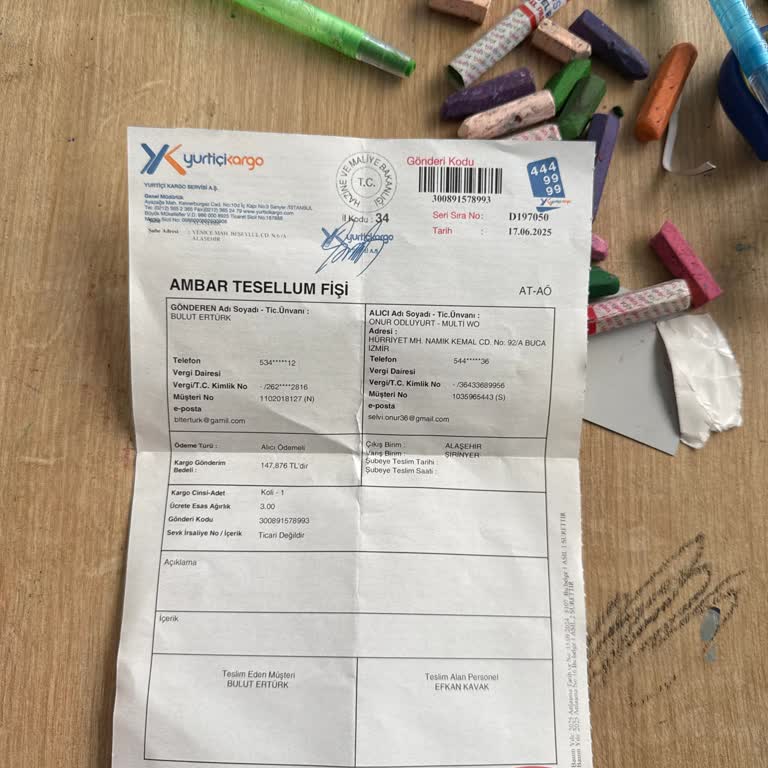 yurtiçi kargo
YURTİÇİ KARGO SERVİSİ A.Ş.
Genel Müdürlük
Şube Adresi : YENİCE MAH. BEŞEYLÜL CD. N:6/A
ALAŞEHİR
T.C.
HAZİNE VE MALİYE BAKANLIĞI
İl Kodu : 34
yurtiçikargo
Gönderi Kodu
300891578993
Seri Sıra No : D197050
Tarih : 17.06.2025
444
99
99
AMBAR TESELLUM FİŞİ
AT-AÖ
GÖNDEREN Adı Soyadı - Tic.Ünvanı :
BULUT ERTÜRK
Telefon 534*****12
Vergi Dairesi
Vergi/T.C. Kimlik No - /262****2816
Müşteri No 1102018127 (N)
e-posta
blterturk@gamil.com
ALICI Adı Soyadı - Tic.Ünvanı :
ONUR ODLUYURT - MULTİ WO
Adresi :
HÜRRİYET MH. NAMIK KEMAL CD. No: 92/A BUCA
İZMİR
Telefon 544*****36
Vergi Dairesi
Vergi/T.C. Kimlik No - /36433689956
Müşteri No 1035965443 (S)
e-posta
selvi.onur36@gmail.com
Ödeme Türü : Alıcı Ödemeli
Kargo Gönderim
Bedeli : 147,876 TL'dir
Çıkış Birim : ALAŞEHİR
Varış Birim : ŞİRİNYER
Şubeye Teslim Tarihi :
Şubeye Teslim Saati :
Kargo Cinsi-Adet Koli - 1
Ücrete Esas Ağırlık 3.00
Gönderi Kodu 300891578993
Sevk İrsaliye No / İçerik Ticari Değildir
Açıklama
İçerik
Teslim Eden Müşteri
BULUT ERTÜRK
Teslim Alan Personel
EFKAN KAVAK